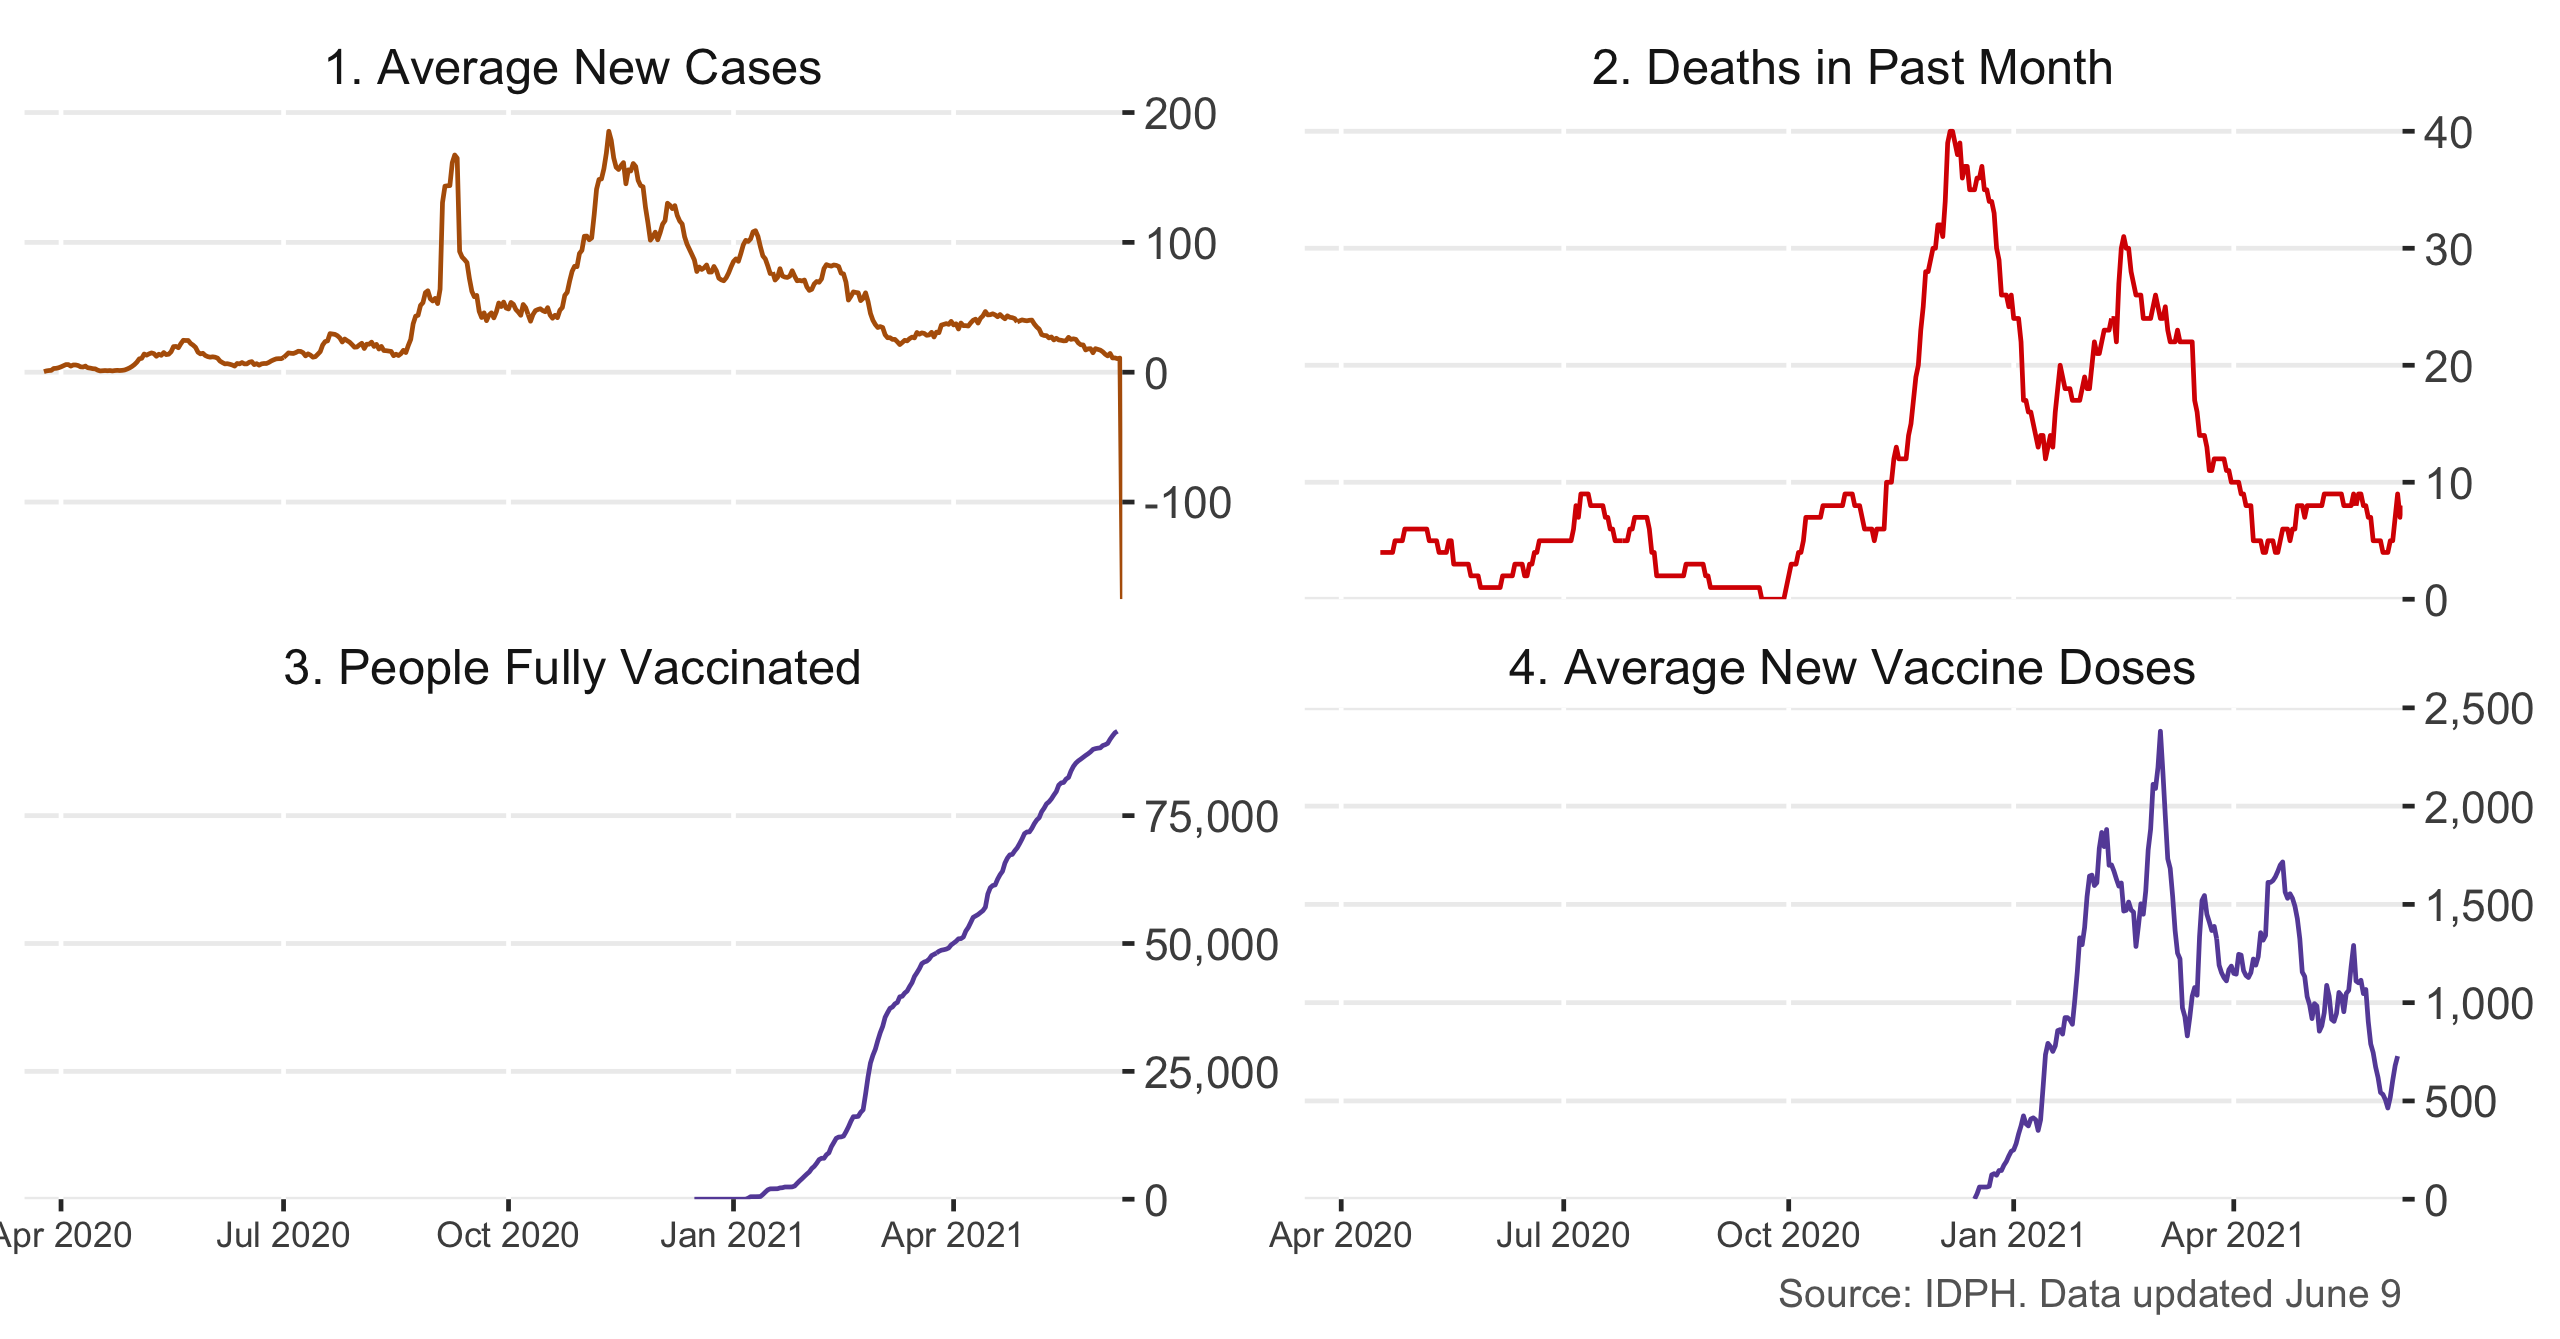 1. Average New Cases
200
100
0
-100
2. Deaths in Past Month
40
30
20
10
0
3. People Fully Vaccinated
75,000
50,000
25,000
0
Apr 2020 Jul 2020 Oct 2020 Jan 2021 Apr 2021
4. Average New Vaccine Doses
2,500
2,000
1,500
1,000
500
0
Apr 2020 Jul 2020 Oct 2020 Jan 2021 Apr 2021
Source: IDPH. Data updated June 9